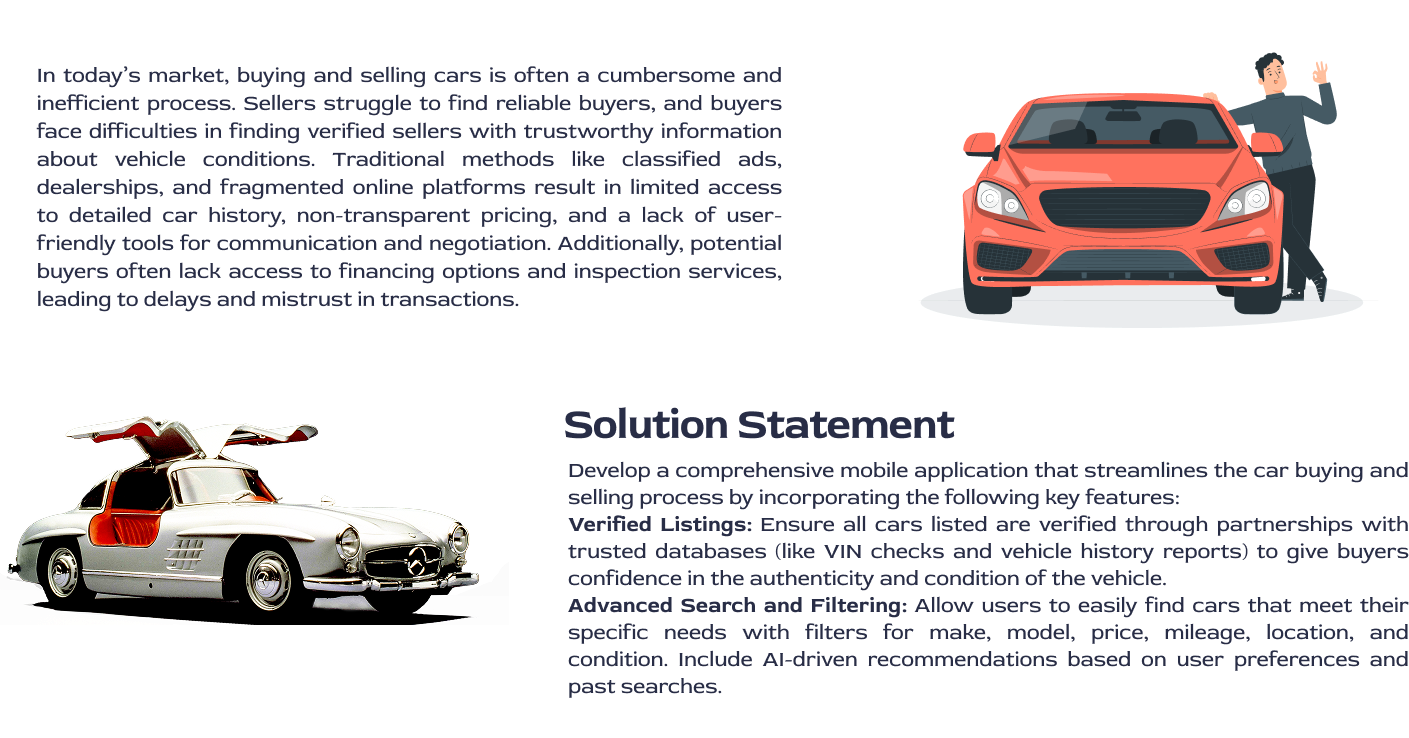 In today’s market, buying and selling cars is often a cumbersome and
inefficient process. Sellers struggle to find reliable buyers, and buyers
face difficulties in finding verified sellers with trustworthy information
about vehicle conditions. Traditional methods like classified ads,
dealerships, and fragmented online platforms result in limited access
to detailed car history, non-transparent pricing, and a lack of user-
friendly tools for communication and negotiation. Additionally, potential
buyers often lack access to financing options and inspection services,
leading to delays and mistrust in transactions.
Solution Statement
Develop a comprehensive mobile application that streamlines the car buying and
selling process by incorporating the following key features:
Verified Listings: Ensure all cars listed are verified through partnerships with
trusted databases (like VIN checks and vehicle history reports) to give buyers
confidence in the authenticity and condition of the vehicle.
Advanced Search and Filtering: Allow users to easily find cars that meet their
specific needs with filters for make, model, price, mileage, location, and
condition. Include AI-driven recommendations based on user preferences and
past searches.